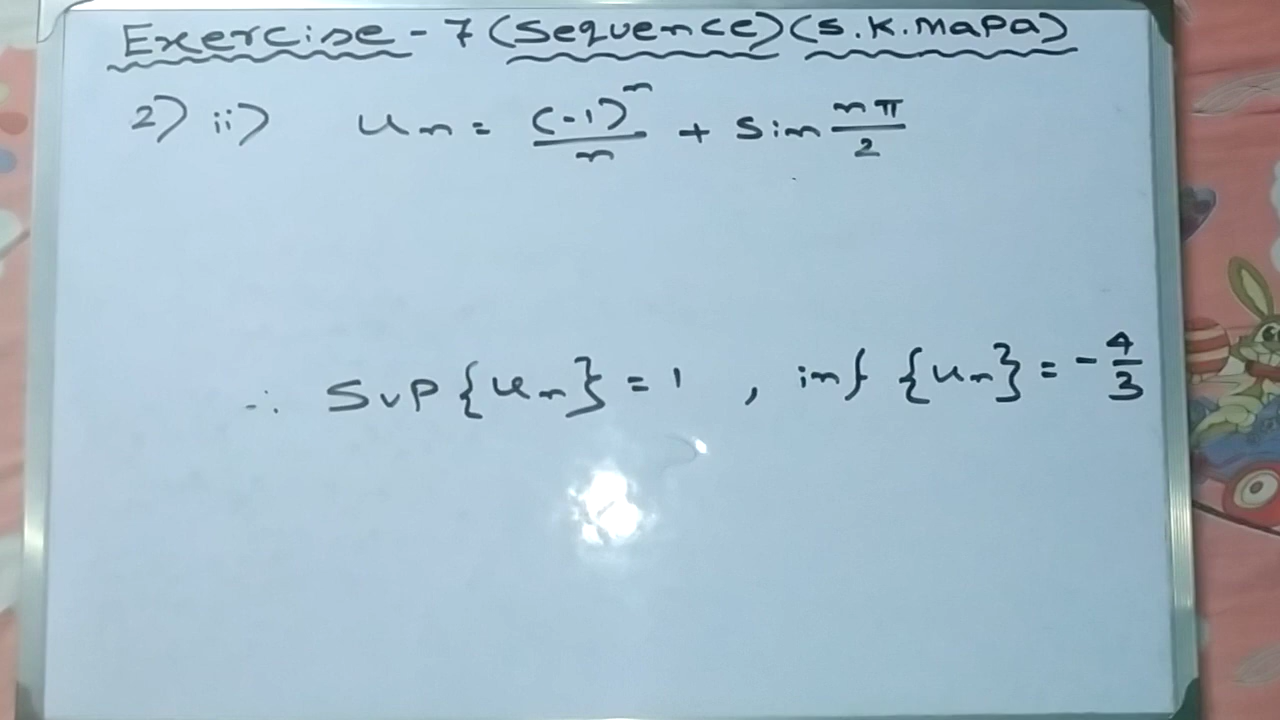 Exercise - 7 (Sequence) (S.K.Mapa)
2) ii) un = (-1)^n/n + Sin nπ/2
∴ Sup {un} = 1 , inf {un} = -4/3